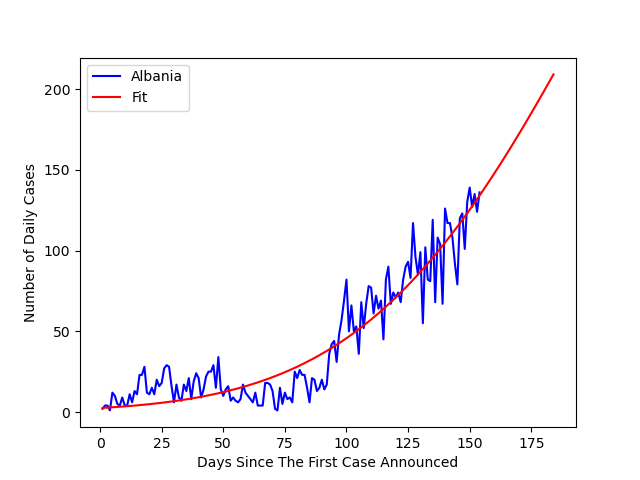 Albania
Fit
Number of Daily Cases
200
150
100
50
0
0 25 50 75 100 125 150 175
Days Since The First Case Announced